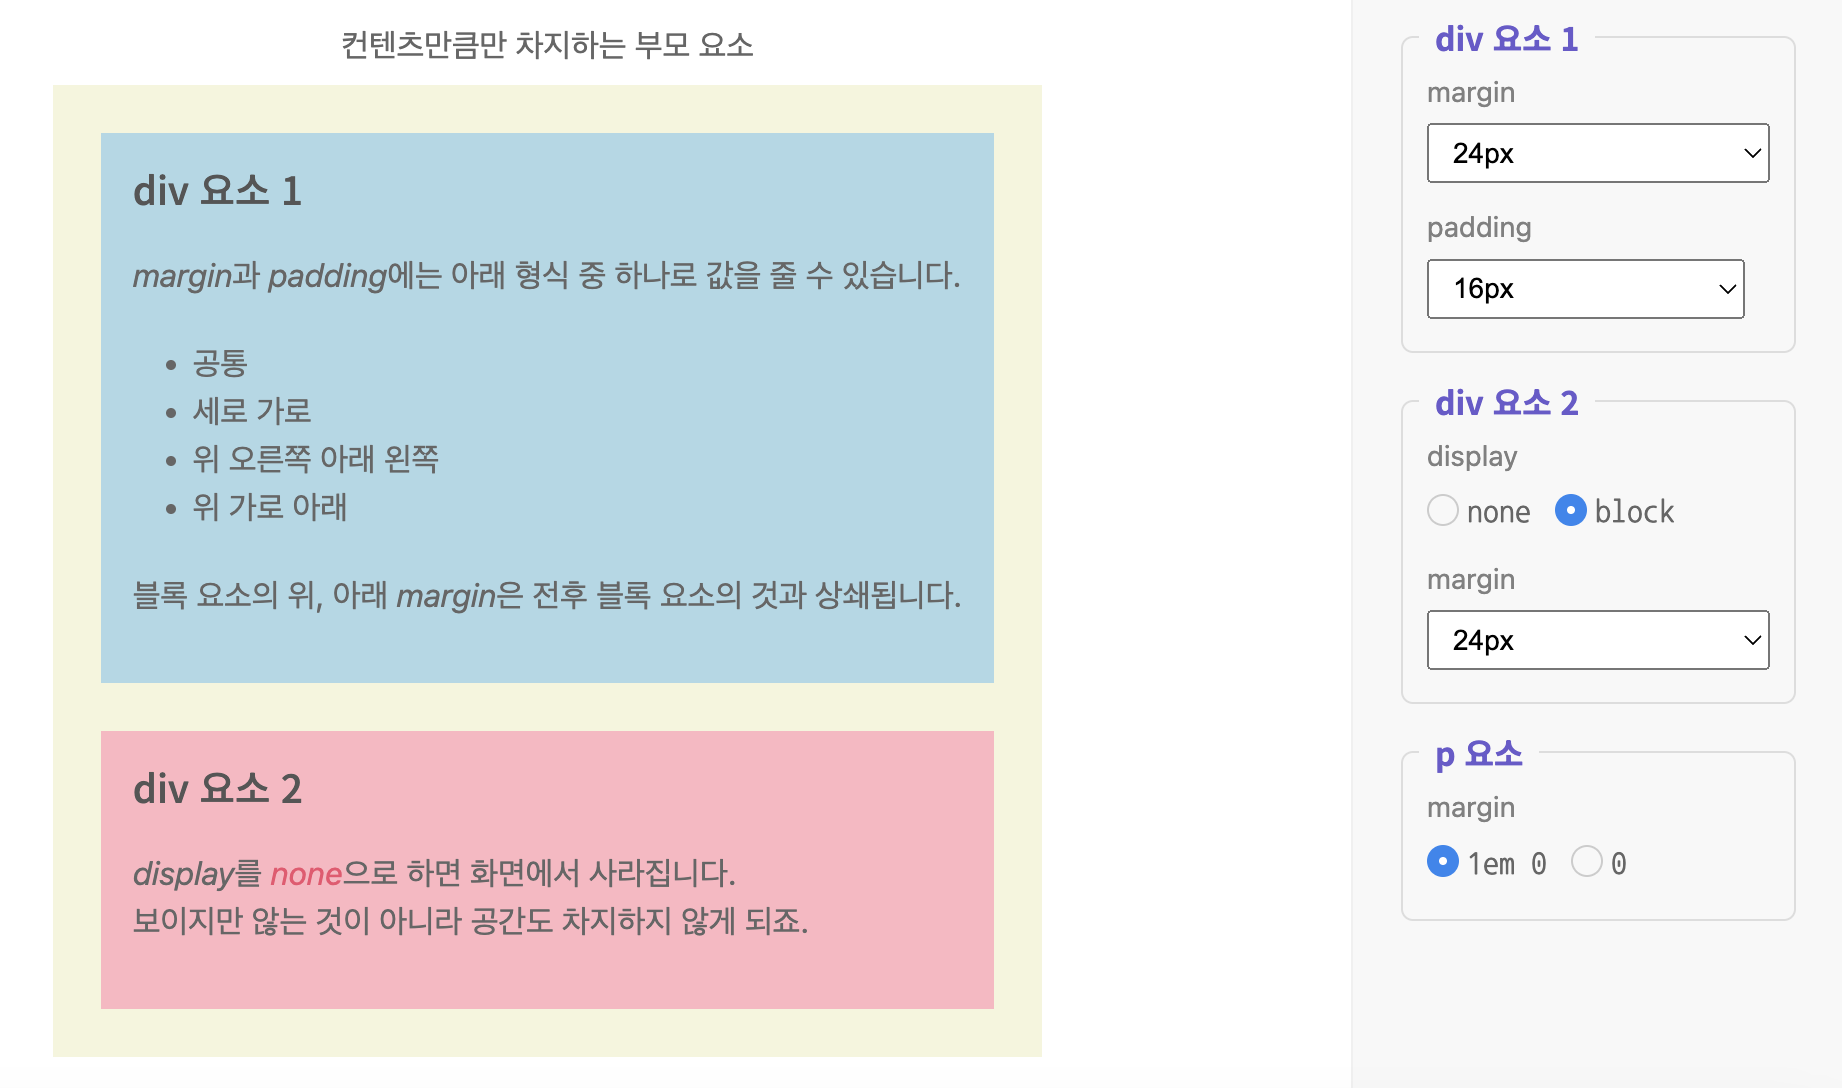 컨텐츠만큼만 차지하는 부모 요소
div 요소 1
margin과 padding에는 아래 형식 중 하나로 값을 줄 수 있습니다.
• 공통
• 세로 가로
• 위 오른쪽 아래 왼쪽
• 위 가로 아래
블록 요소의 위, 아래 margin은 전후 블록 요소의 것과 상쇄됩니다.
div 요소 2
display를 none으로 하면 화면에서 사라집니다.
보이지만 않는 것이 아니라 공간도 차지하지 않게 되죠.
div 요소 1
margin
24px
padding
16px
div 요소 2
display
none block
margin
24px
p 요소
margin
1em 0 0